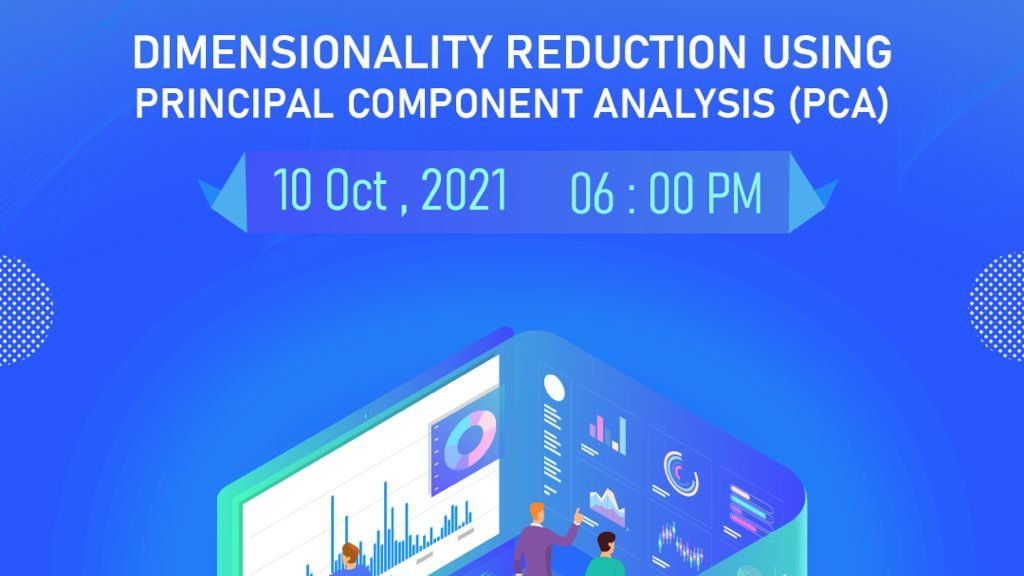 DIMENSIONALITY REDUCTION USING
PRINCIPAL COMPONENT ANALYSIS (PCA)
10 Oct , 2021 06 : 00 PM